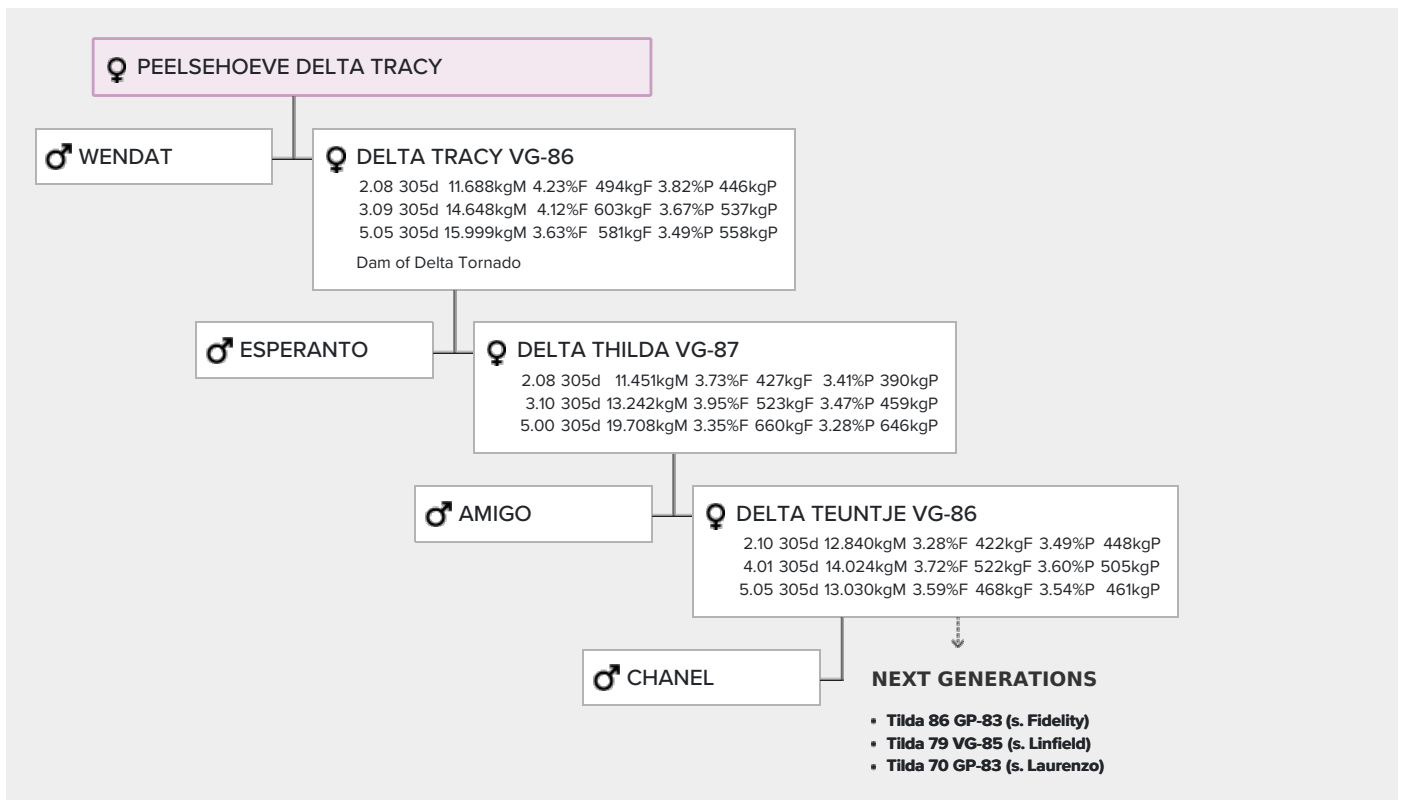 PEELSEHOEVE DELTA TRACY
WENDAT
DELTA TRACY VG-86
2.08 305d 11.688kgM 4.23%F 494kgF 3.82%P 446kgP
3.09 305d 14.648kgM 4.12%F 603kgF 3.67%P 537kgP
5.05 305d 15.999kgM 3.63%F 581kgF 3.49%P 558kgP
Dam of Delta Tornado
ESPERANTO
DELTA THILDA VG-87
2.08 305d 11.451kgM 3.73%F 427kgF 3.41%P 390kgP
3.10 305d 13.242kgM 3.95%F 523kgF 3.47%P 459kgP
5.00 305d 19.708kgM 3.35%F 660kgF 3.28%P 646kgP
AMIGO
DELTA TEUNTJE VG-86
2.10 305d 12.840kgM 3.28%F 422kgF 3.49%P 448kgP
4.01 305d 14.024kgM 3.72%F 522kgF 3.60%P 505kgP
5.05 305d 13.030kgM 3.59%F 468kgF 3.54%P 461kgP
CHANEL
NEXT GENERATIONS
• Tilda 86 GP-83 (s. Fidelity)
• Tilda 79 VG-85 (s. Linfield)
• Tilda 70 GP-83 (s. Laurenzo)